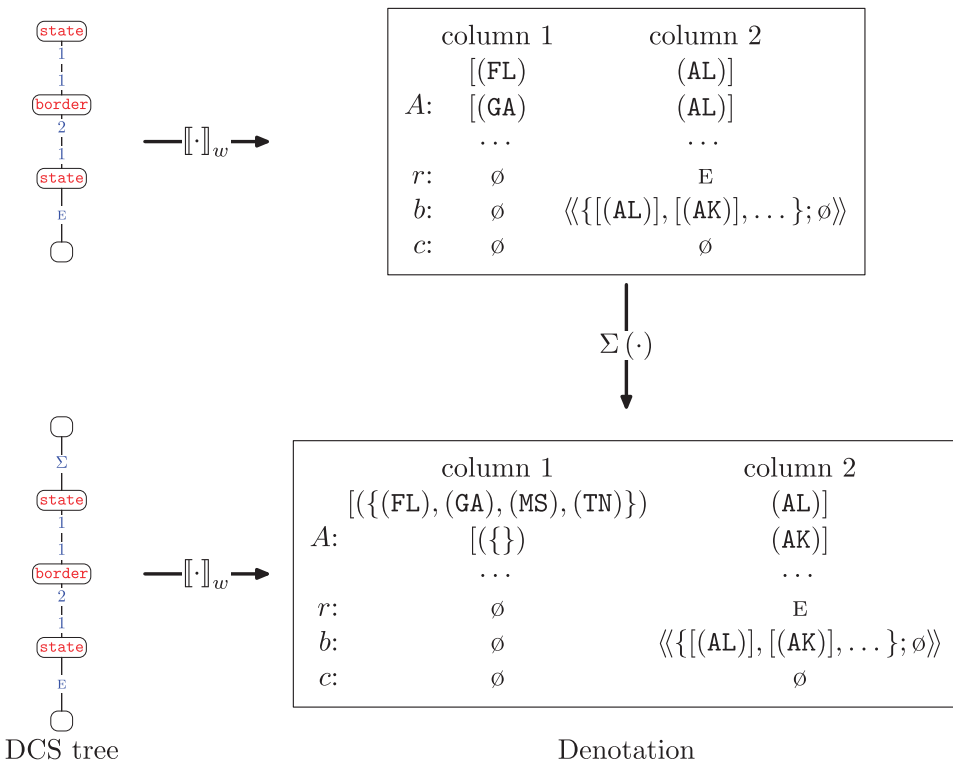 state
1
1
border
2
1
state
E
⟦·⟧w
column 1 column 2
[(FL) (AL)]
A: [(GA) (AL)]
... ...
r: ø E
b: ø ⟨⟨{[(AL)], [(AK)], ...}; ø⟩⟩
c: ø ø
Σ (·)
Σ
state
1
1
border
2
1
state
E
⟦·⟧w
column 1 column 2
[({(FL), (GA), (MS), (TN)}) (AL)]
A: [({}) (AK)]
... ...
r: ø E
b: ø ⟨⟨{[(AL)], [(AK)], ...}; ø⟩⟩
c: ø ø
DCS tree Denotation